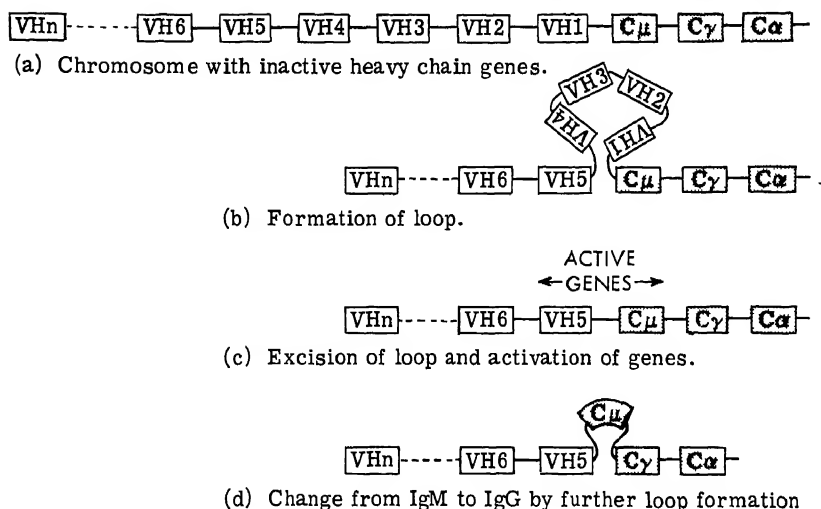 VHn VH6 VH5 VH4 VH3 VH2 VH1 Cμ Cγ Cα
(a) Chromosome with inactive heavy chain genes.
VH3 VH2
VH4 VH1
VHn VH6 VH5 Cμ Cγ Cα
(b) Formation of loop.
ACTIVE
GENES
VHn VH6 VH5 Cμ Cγ Cα
(c) Excision of loop and activation of genes.
Cμ
VHn VH6 VH5 Cγ Cα
(d) Change from IgM to IgG by further loop formation